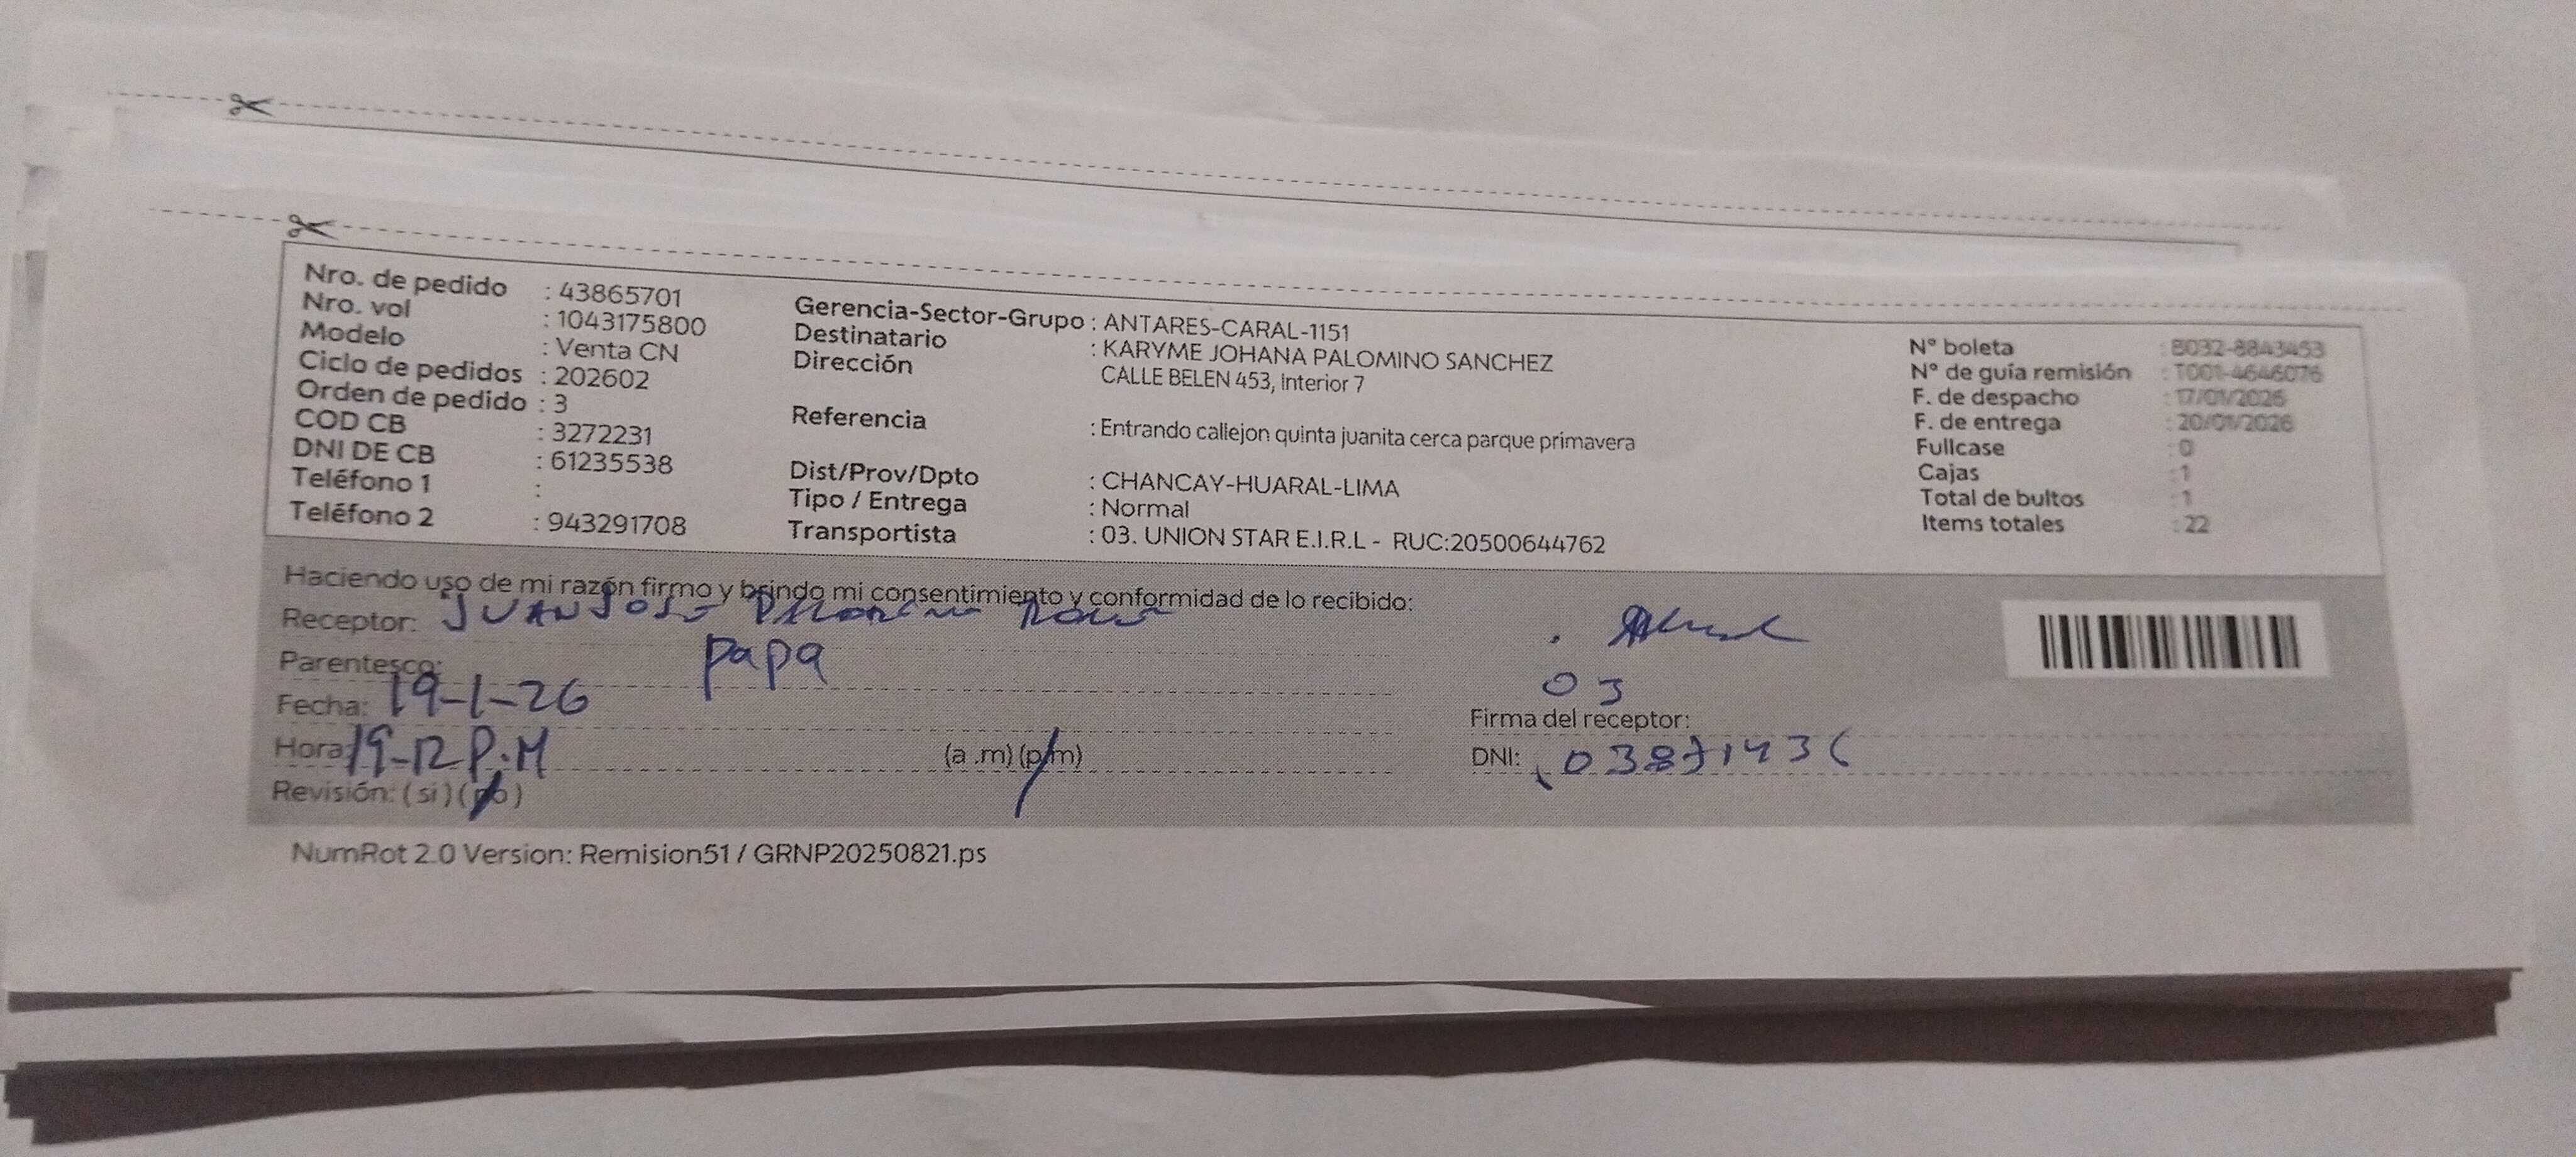 Nro. de pedido : 43865701
Nro. vol : 1043175800
Modelo : Venta CN
Ciclo de pedidos : 202602
Orden de pedido : 3
COD CB : 3272231
DNI DE CB : 61235538
Teléfono 1 :
Teléfono 2 : 943291708
Gerencia-Sector-Grupo : ANTARES-CARAL-1151
Destinatario : KARYME JOHANA PALOMINO SANCHEZ
Dirección CALLE BELEN 453, Interior 7
Referencia : Entrando callejon quinta juanita cerca parque primavera
Dist/Prov/Dpto : CHANCAY-HUARAL-LIMA
Tipo / Entrega : Normal
Transportista : 03. UNION STAR E.I.R.L - RUC:20500644762
N° boleta : B032-8843453
N° de guía remisión : T001-4646076
F. de despacho : 17/01/2026
F. de entrega : 20/01/2026
Fullcase : 0
Cajas : 1
Total de bultos : 1
Items totales : 22
Haciendo uso de mi razón firmo y brindo mi consentimiento y conformidad de lo recibido:
Receptor: JUAN JOSE
Parentesco: papa
Fecha: 19-1-26
Hora: 19-12 P.M (a .m) (p.m)
Revisión: ( si ) ( no )
03
Firma del receptor:
DNI:
NumRot 2.0 Version: Remision51 / GRNP20250821.ps